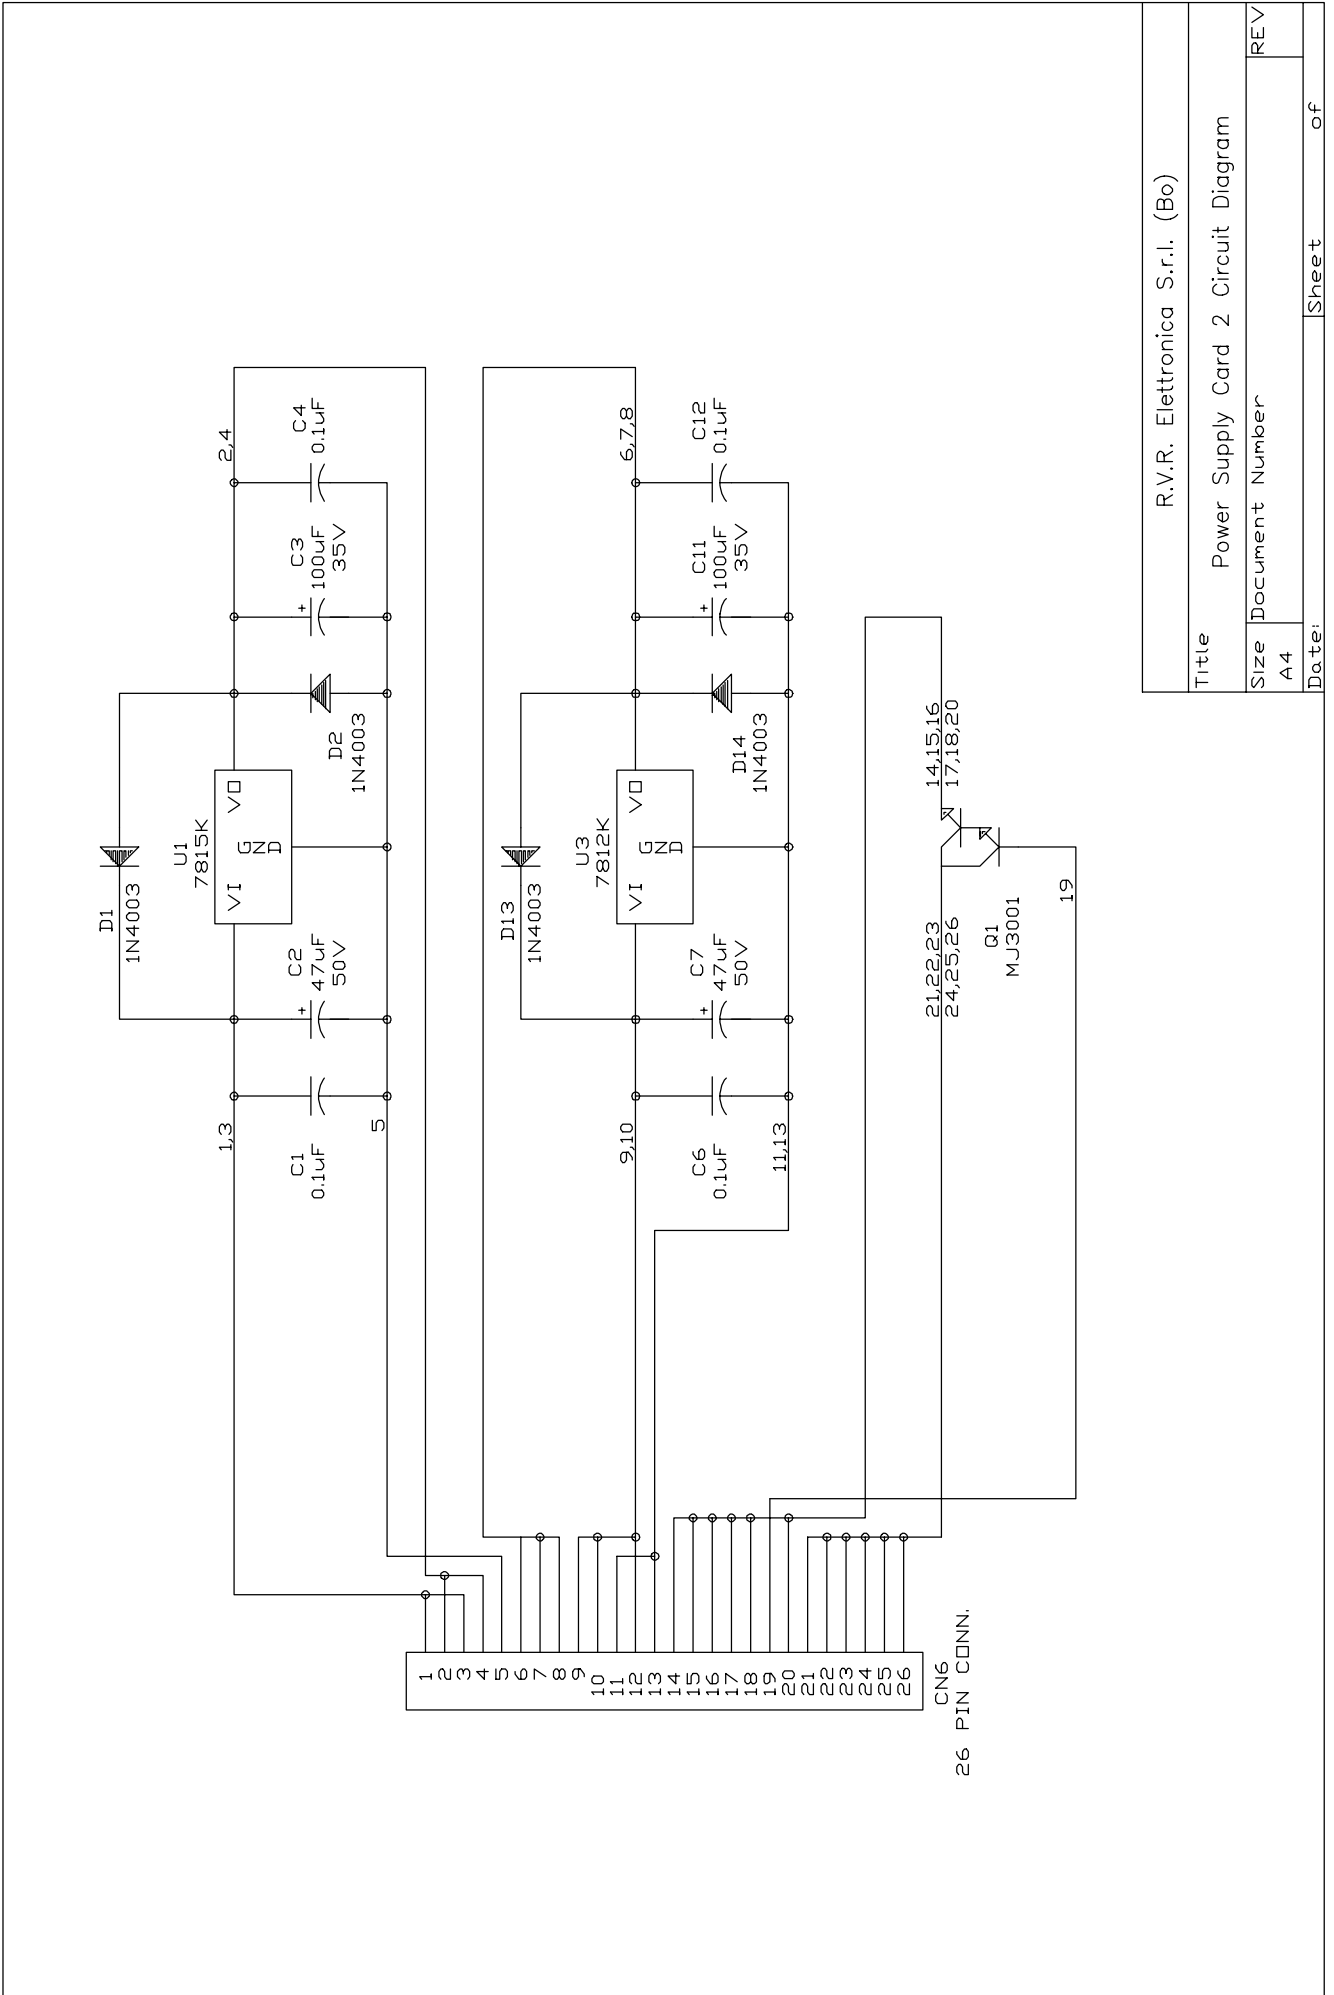 D1
1N4003
U1
7815K
VI
VO
GND
1,3
2,4
5
C1
0.1uF
C2
47uF
50V
D2
1N4003
C3
100uF
35V
C4
0.1uF
+
+
D13
1N4003
U3
7812K
VI
VO
GND
9,10
6,7,8
11,13
C6
0.1uF
C7
47uF
50V
D14
1N4003
C11
100uF
35V
C12
0.1uF
+
+
21,22,23
24,25,26
14,15,16
17,18,20
Q1
MJ3001
19
1
2
3
4
5
6
7
8
9
10
11
12
13
14
15
16
17
18
19
20
21
22
23
24
25
26
CN6
26 PIN CONN.
R.V.R. Elettronica S.r.l. (Bo)
Title
Power Supply Card 2 Circuit Diagram
Size
Document Number
REV
A4
Date:
Sheet
of